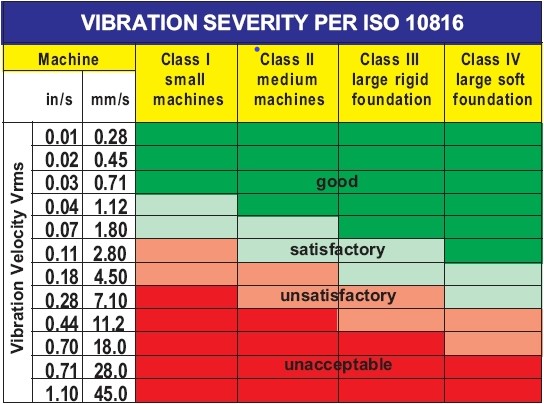 VIBRATION SEVERITY PER ISO 10816
Machine
in/s mm/s
Class I
small
machines
Class II
medium
machines
Class III
large rigid
foundation
Class IV
large soft
foundation
Vibration Velocity Vrms
0.01 0.28
0.02 0.45
0.03 0.71
good
0.04 1.12
0.07 1.80
0.11 2.80
satisfactory
0.18 4.50
0.28 7.10
unsatisfactory
0.44 11.2
0.70 18.0
0.71 28.0
unacceptable
1.10 45.0